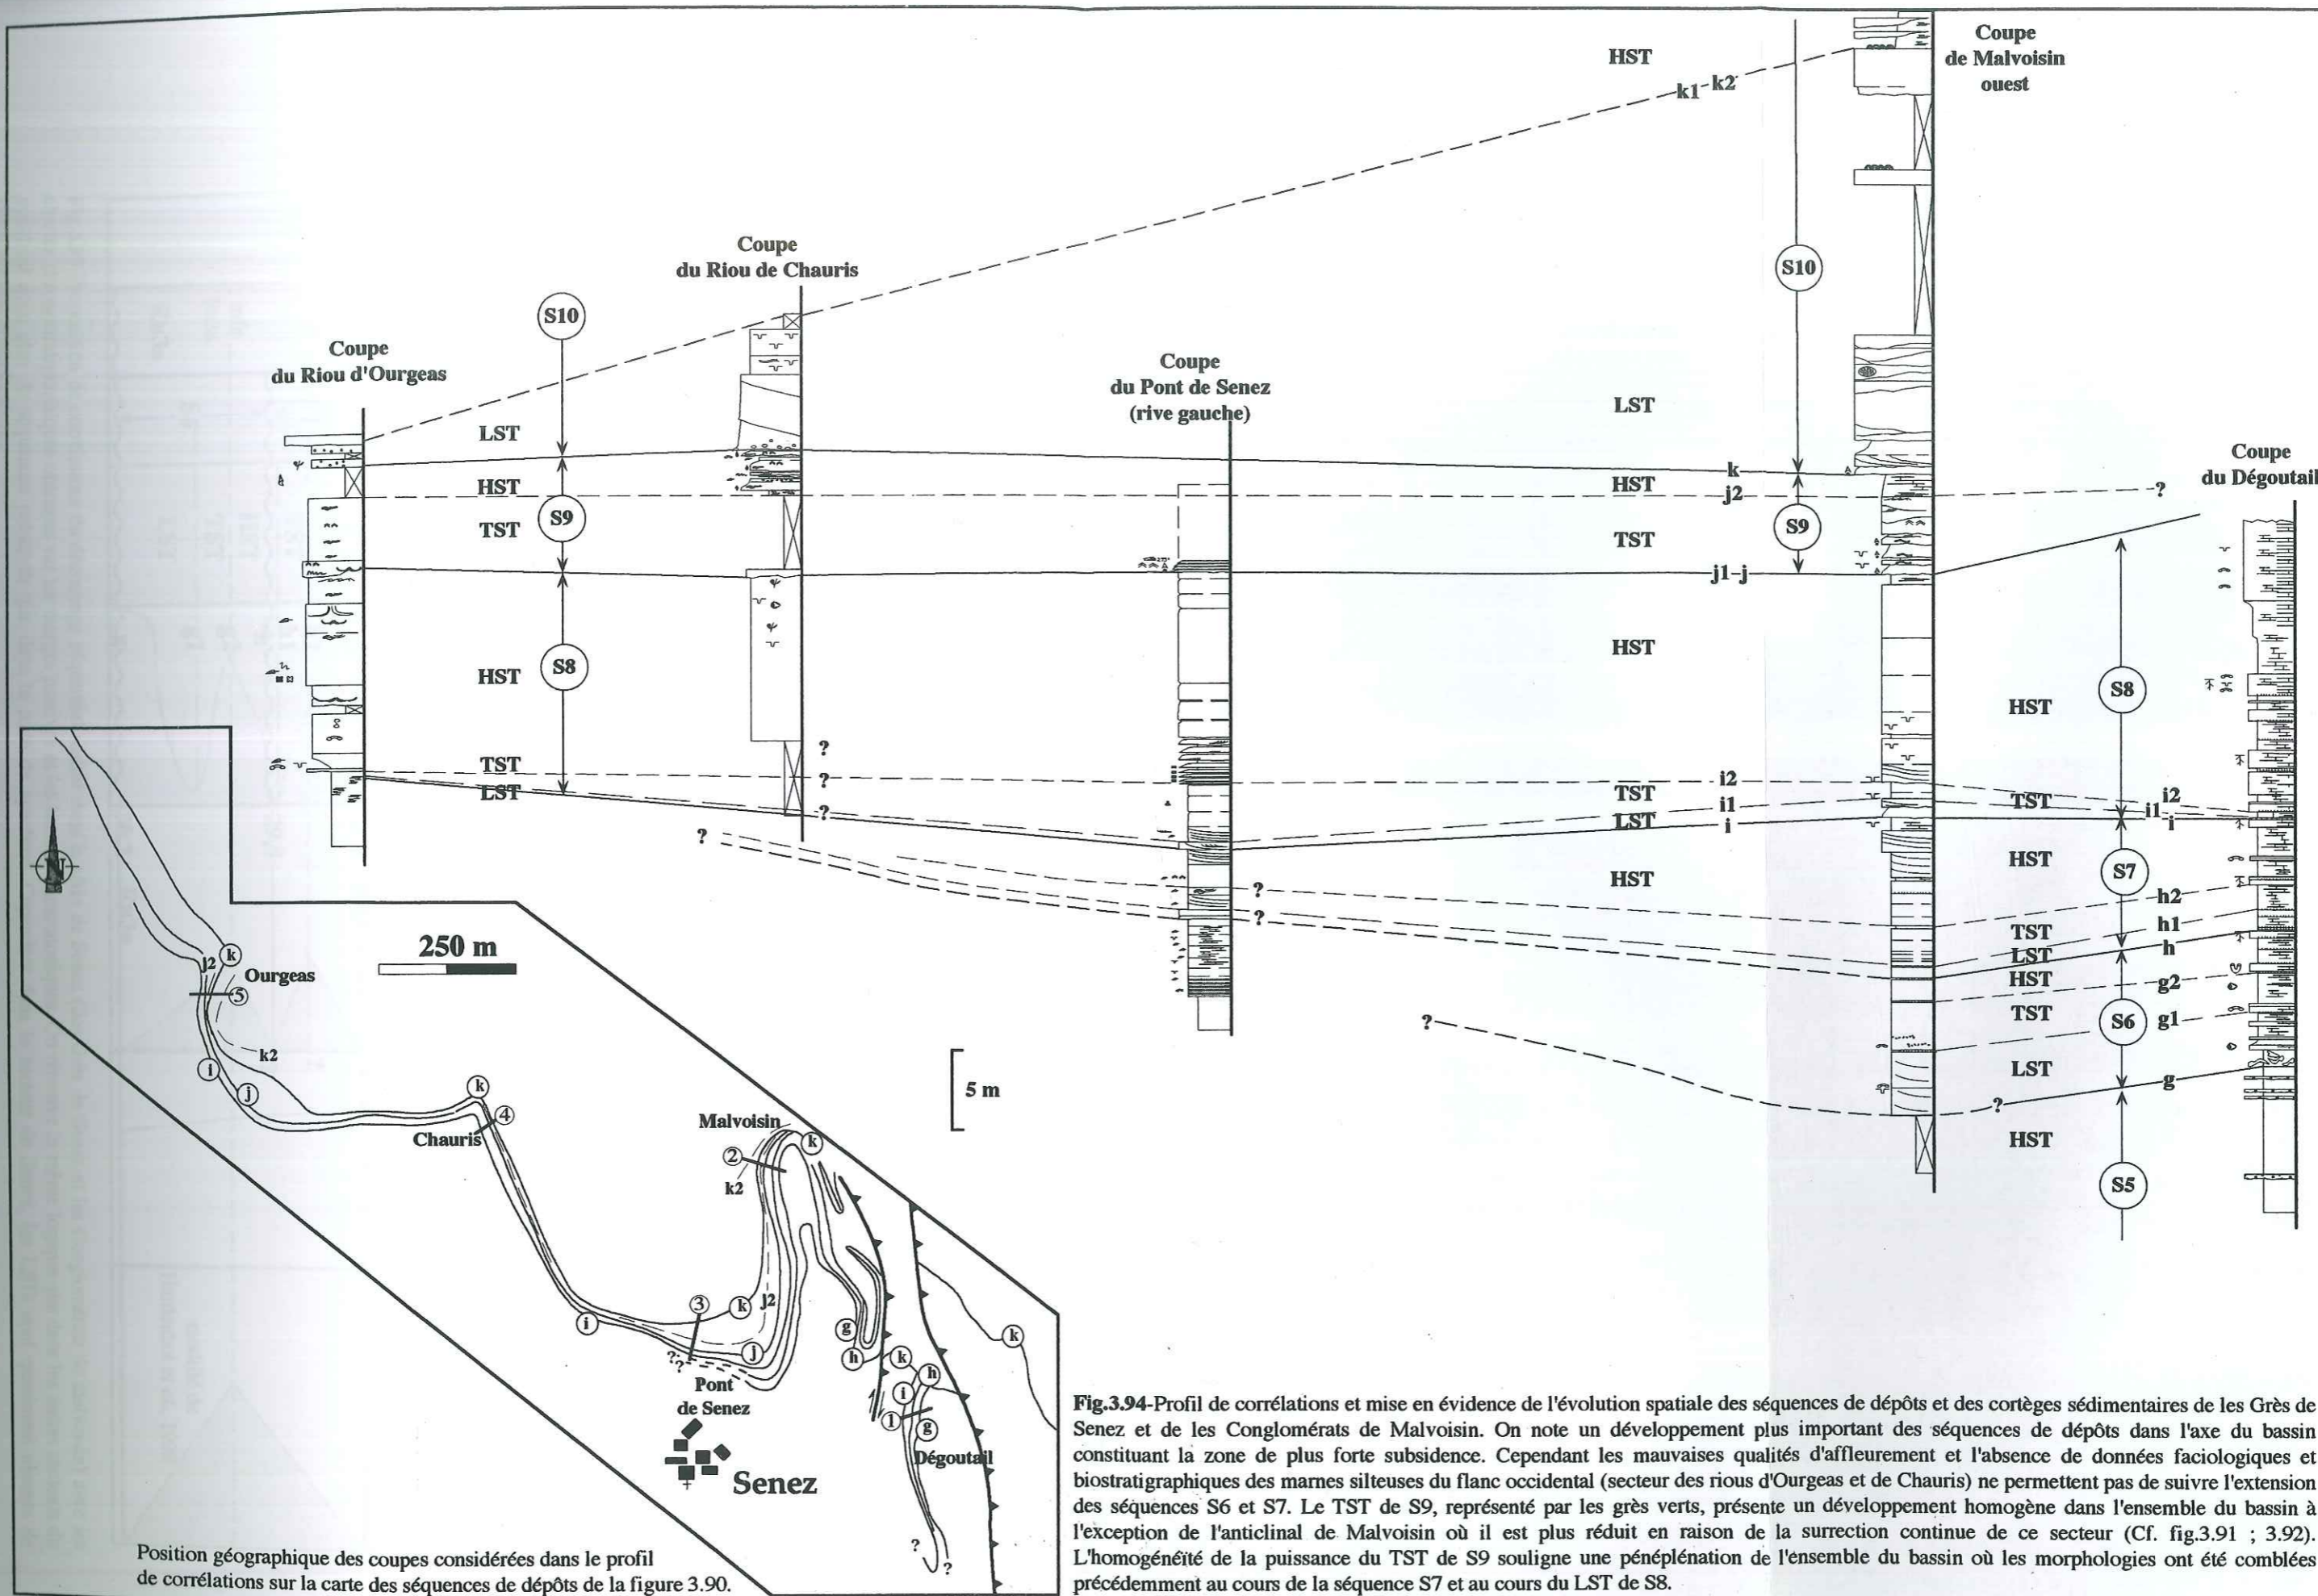 Coupe
de Malvoisin
ouest
HST
k1
k2
S10
Coupe
du Riou de Chauris
S10
Coupe
du Riou d'Ourgeas
Coupe
du Pont de Senez
(rive gauche)
LST
LST
Coupe
du Dégoutail
k
HST
HST
j2
?
S9
S9
TST
TST
j1-j
HST
HST
S8
S8
HST
?
TST
?
i2
TST
i2
LST
?
i1
TST
i1
LST
i
i
?
HST
HST
S7
?
h2
?
TST
h1
LST
h
HST
g2
?
TST
S6
g1
LST
g
?
HST
S5
5 m
N
250 m
k
j2
Ourgeas
5
k2
i
j
k
4
Chauris
Malvoisin
k
2
k2
3
k
j2
i
g
k
j
h
k
?
?
h
Pont
de Senez
i
1
g
Dégoutail
Senez
?
?
Position géographique des coupes considérées dans le profil
de corrélations sur la carte des séquences de dépôts de la figure 3.90.
Fig.3.94-Profil de corrélations et mise en évidence de l'évolution spatiale des séquences de dépôts et des cortèges sédimentaires de les Grès de
Senez et de les Conglomérats de Malvoisin. On note un développement plus important des séquences de dépôts dans l'axe du bassin
constituant la zone de plus forte subsidence. Cependant les mauvaises qualités d'affleurement et l'absence de données faciologiques et
biostratigraphiques des marnes silteuses du flanc occidental (secteur des rious d'Ourgeas et de Chauris) ne permettent pas de suivre l'extension
des séquences S6 et S7. Le TST de S9, représenté par les grès verts, présente un développement homogène dans l'ensemble du bassin à
l'exception de l'anticlinal de Malvoisin où il est plus réduit en raison de la surrection continue de ce secteur (Cf. fig.3.91 ; 3.92).
L'homogénéïté de la puissance du TST de S9 souligne une pénéplénation de l'ensemble du bassin où les morphologies ont été comblées
précédemment au cours de la séquence S7 et au cours du LST de S8.